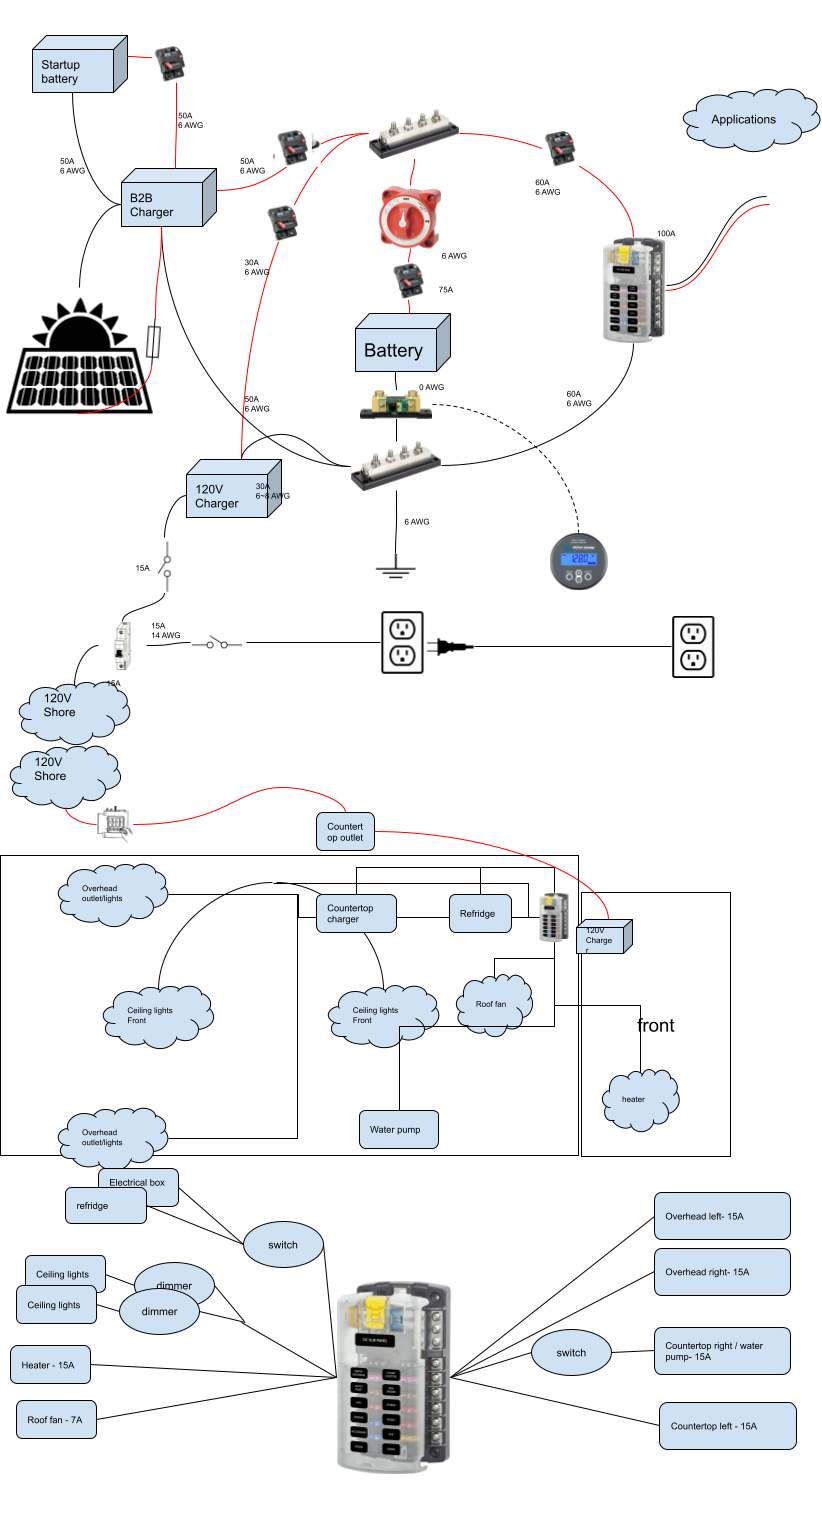 Startup
battery
50A
6 AWG
50A
6 AWG
B2B
Charger
50A
6 AWG
60A
6 AWG
Applications
100A
30A
6 AWG
6 AWG
75A
Battery
0 AWG
50A
6 AWG
60A
6 AWG
120V
Charger
30A
6~8 AWG
6 AWG
15A
15A
14 AWG
15A
120V
Shore
120V
Shore
Countert
op outlet
Overhead
outlet/lights
Countertop
charger
Refridge
120V
Charge
r
Ceiling lights
Front
Ceiling lights
Front
Roof fan
front
heater
Overhead
outlet/lights
Water pump
Electrical box
refridge
switch
Overhead left- 15A
Ceiling lights
dimmer
Overhead right- 15A
Ceiling lights
dimmer
Heater - 15A
switch
Countertop right / water
pump- 15A
Roof fan - 7A
Countertop left - 15A